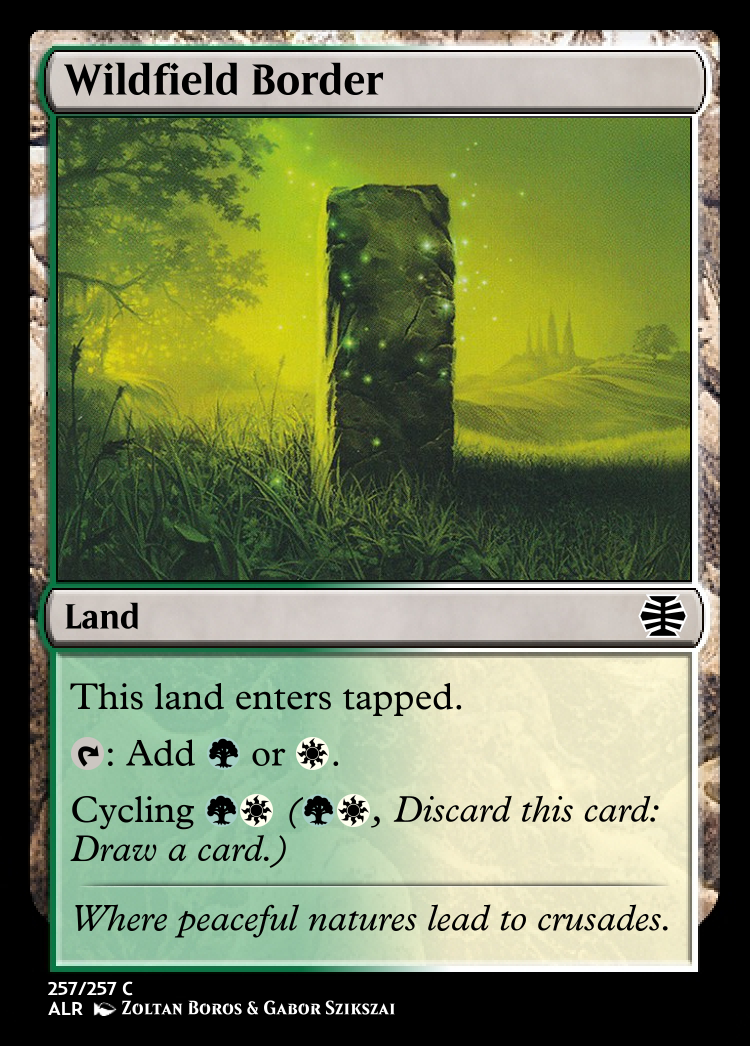 Wildfield Border
Land
This land enters tapped.
: Add or .
Cycling ( , Discard this card:
Draw a card.)
Where peaceful natures lead to crusades.
257/257 C
ALR Zoltan Boros & Gabor Szikszai